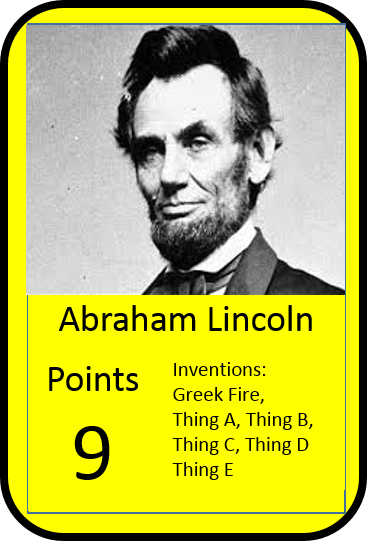 Abraham Lincoln
Points
9
Inventions:
Greek Fire,
Thing A, Thing B,
Thing C, Thing D
Thing E